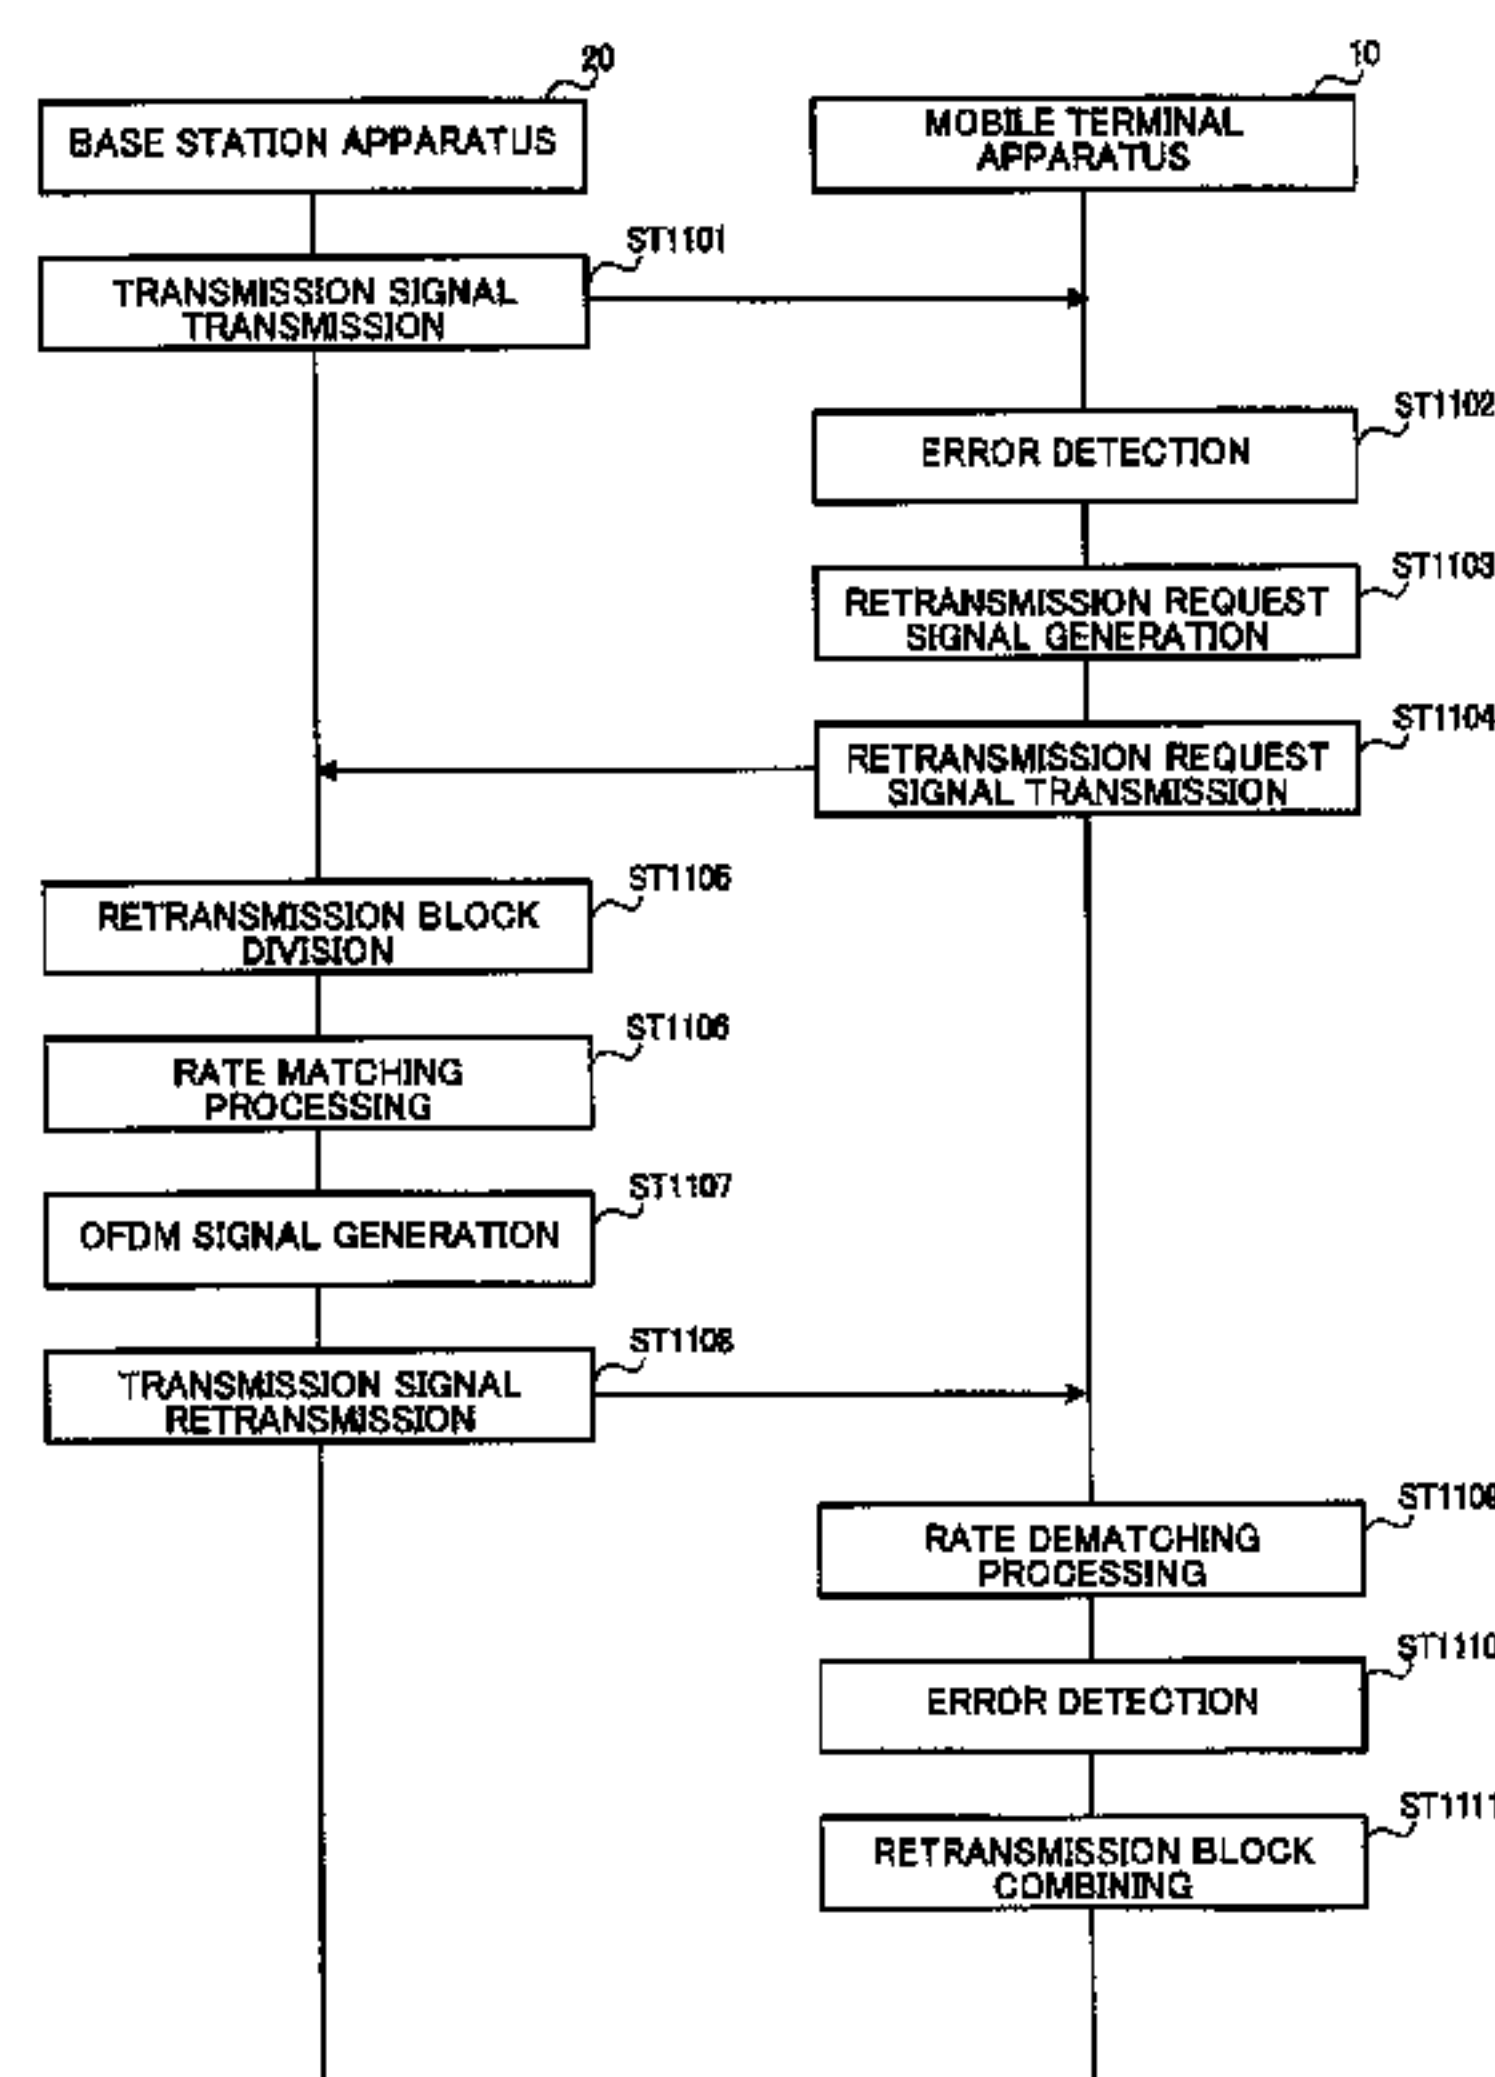 20
BASE STATION APPARATUS
10
MOBILE TERMINAL
APPARATUS
ST1101
TRANSMISSION SIGNAL
TRANSMISSION
ST1102
ERROR DETECTION
ST1103
RETRANSMISSION REQUEST
SIGNAL GENERATION
ST1104
RETRANSMISSION REQUEST
SIGNAL TRANSMISSION
ST1105
RETRANSMISSION BLOCK
DIVISION
ST1106
RATE MATCHING
PROCESSING
ST1107
OFDM SIGNAL GENERATION
ST1108
TRANSMISSION SIGNAL
RETRANSMISSION
ST1109
RATE DEMATCHING
PROCESSING
ST1110
ERROR DETECTION
ST1111
RETRANSMISSION BLOCK
COMBINING